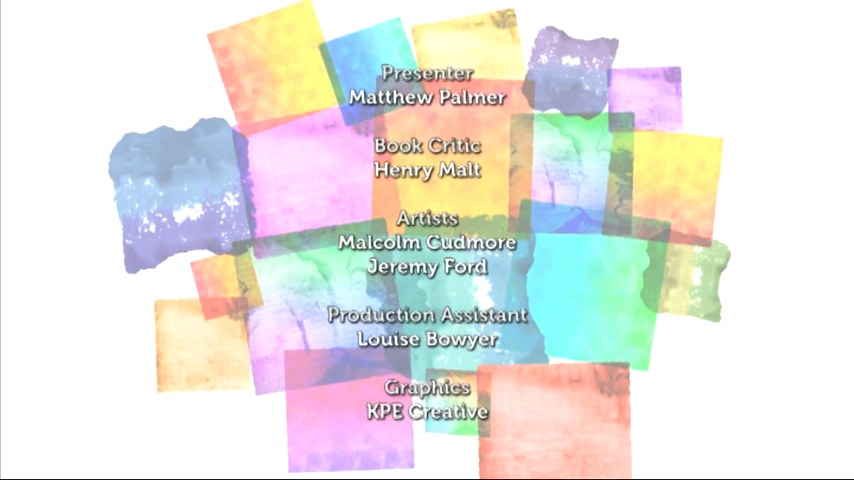 Presenter
Matthew Palmer
Book Critic
Henry Malt
Artists
Malcolm Cudmore
Jeremy Ford
Production Assistant
Louise Bowyer
Graphics
KPE Creative